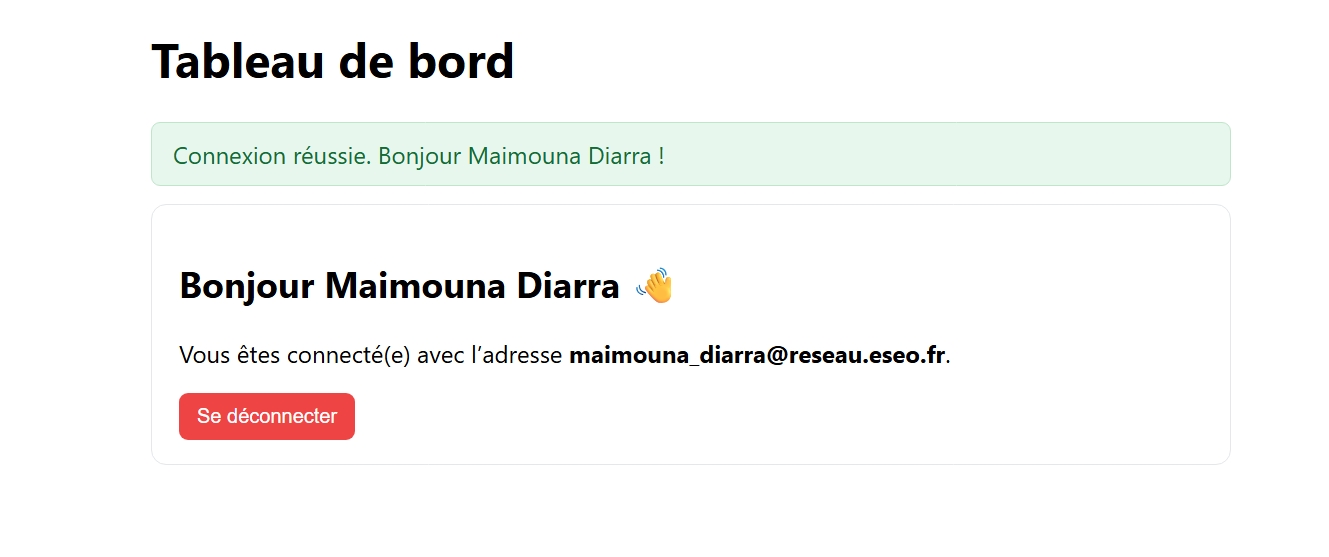 Tableau de bord
Connexion réussie. Bonjour Maimouna Diarra !
Bonjour Maimouna Diarra 👋
Vous êtes connecté(e) avec l’adresse maimouna_diarra@reseau.eseo.fr.
Se déconnecter